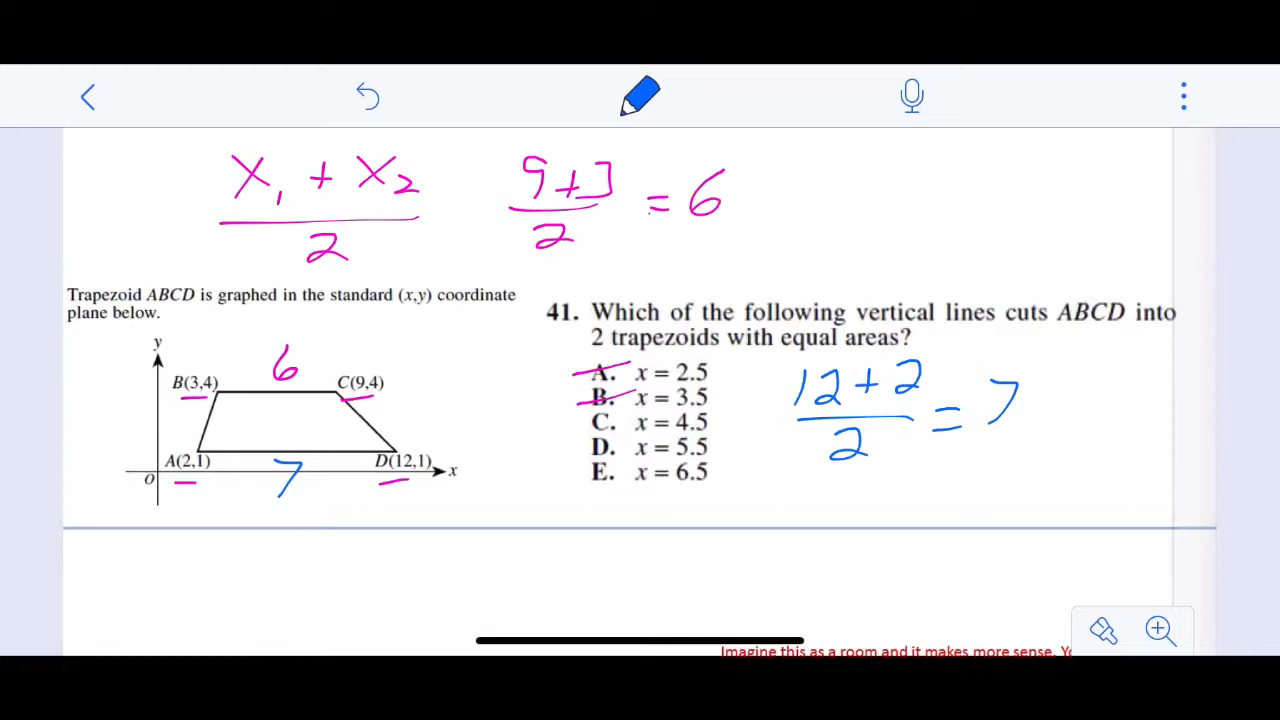 X₁ + X₂
2
9+3
2
= 6
Trapezoid ABCD is graphed in the standard (x,y) coordinate
plane below.
y
6
B(3,4)
C(9,4)
A(2,1)
7
D(12,1)
O
x
41. Which of the following vertical lines cuts ABCD into
2 trapezoids with equal areas?
A. x = 2.5
B. x = 3.5
C. x = 4.5
D. x = 5.5
E. x = 6.5
12 + 2
2
= 7
Imagine this as a room and it makes more sense.